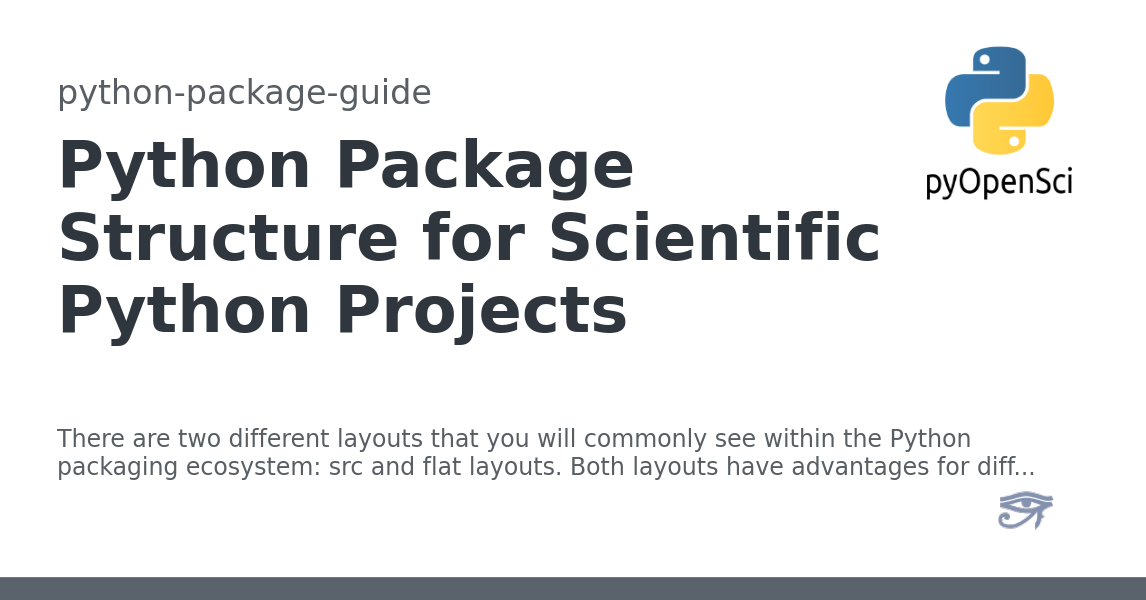 python-package-guide
Python Package
Structure for Scientific
Python Projects
pyOpenSci
There are two different layouts that you will commonly see within the Python
packaging ecosystem: src and flat layouts. Both layouts have advantages for diff...